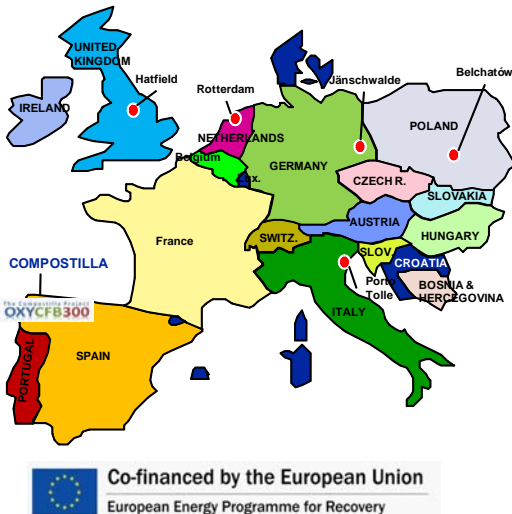 UNITED
KINGDOM
Hatfield
IRELAND
Rotterdam
Jänschwalde
Belchatów
NETHERLANDS
POLAND
Belgium
Lux.
GERMANY
CZECH R.
SLOVAKIA
France
SWITZ.
AUSTRIA
HUNGARY
SLOV.
CROATIA
COMPOSTILLA
Porto
Tolle
BOSNIA &
HERCEGOVINA
The Compostilla Project
OXYCFB300
ITALY
SPAIN
PORTUGAL
Co-financed by the European Union
European Energy Programme for Recovery